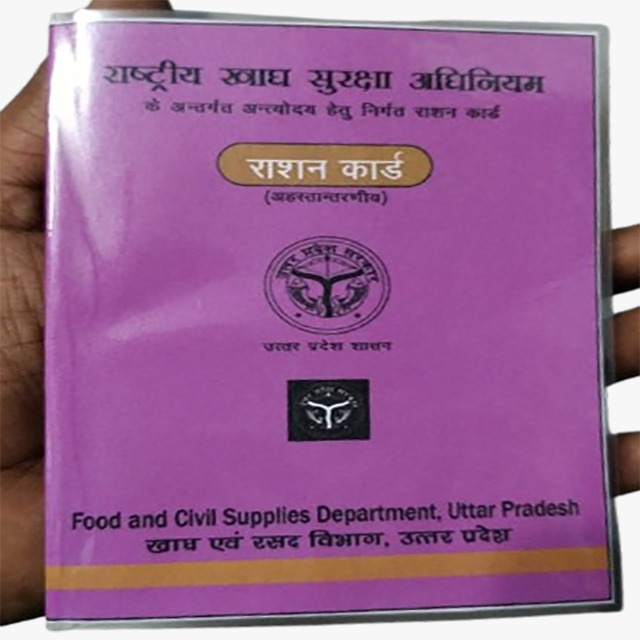 राष्ट्रीय खाद्य सुरक्षा अधिनियम
के अन्तर्गत अन्त्योदय हेतु निर्गत राशन कार्ड
राशन कार्ड
(अहस्तान्तरणीय)
उत्तर प्रदेश सरकार
उत्तर प्रदेश शासन
Food and Civil Supplies Department, Uttar Pradesh
खाद्य एवं रसद विभाग, उत्तर प्रदेश